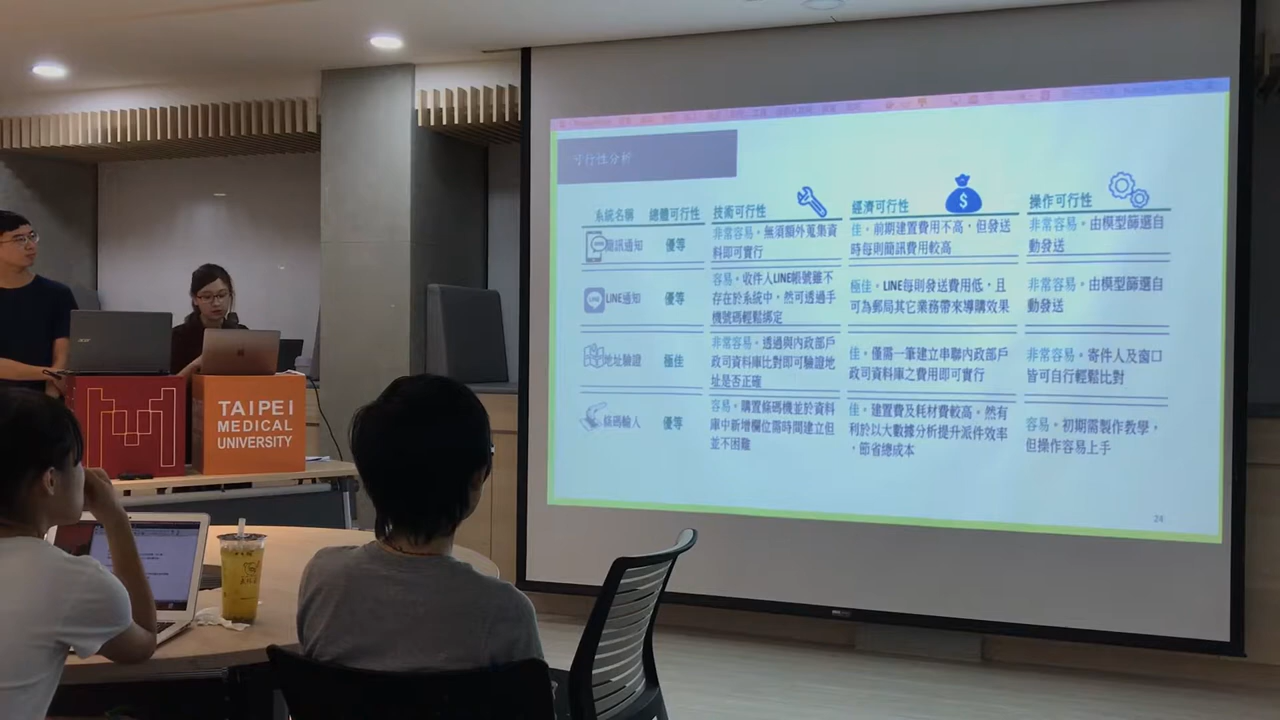 可行性分析
系統名稱 總體可行性 技術可行性 經濟可行性 操作可行性
簡訊通知 優等
非常容易。無須額外蒐集資
料即可實行
佳。前期建置費用不高，但發送
時每則簡訊費用較高
非常容易。由模型篩選自
動發送
LINE
LINE通知 優等
容易。收件人LINE帳號雖不
存在於系統中，然可透過手
機號碼輕鬆綁定
極佳。LINE每則發送費用低，且
可為郵局其它業務帶來導購效果
非常容易。由模型篩選自
動發送
地址驗證 極佳
非常容易。透過與內政部戶
政司資料庫比對即可驗證地
址是否正確
佳。僅需一筆建立串聯內政部戶
政司資料庫之費用即可實行
非常容易。寄件人及窗口
皆可自行輕鬆比對
條碼輸入 優等
容易。購置條碼機並於資料
庫中新增欄位需時間建立但
並不困難
佳。建置費及耗材費較高。然有
利於以大數據分析提升派件效率
，節省總成本
容易。初期需製作教學，
但操作容易上手
24
acer
TAIPEI
MEDICAL
UNIVERSITY